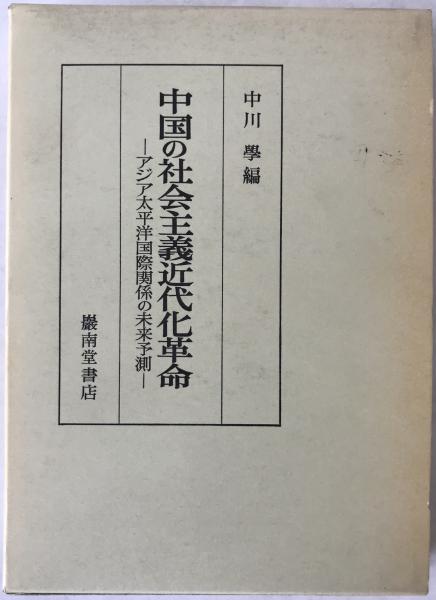 中川 學 編
中国の社会主義近代化革命
―アジア太平洋国際関係の未来予測―
巖南堂書店